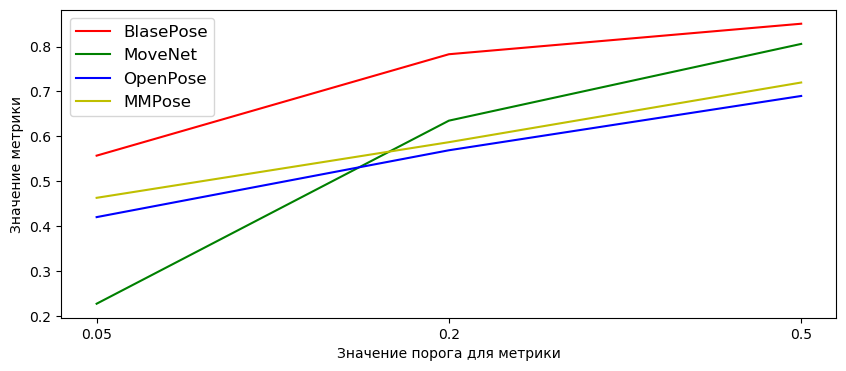 BlasePose
MoveNet
OpenPose
MMPose
Значение метрики
0.8
0.7
0.6
0.5
0.4
0.3
0.2
0.05
0.2
0.5
Значение порога для метрики